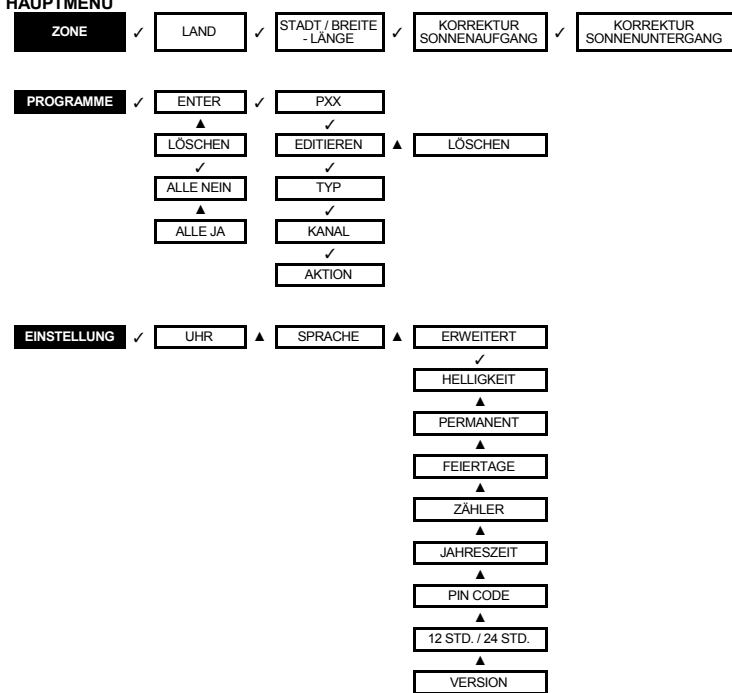 HAUPTMENÜ
ZONE ✓ LAND ✓ STADT / BREITE - LÄNGE ✓ KORREKTUR SONNENAUFGANG ✓ KORREKTUR SONNENUNTERGANG
PROGRAMME ✓ ENTER ✓ PXX
▲ ✓
LÖSCHEN EDITIEREN ▲ LÖSCHEN
✓ ✓
ALLE NEIN TYP
▲ ✓
ALLE JA KANAL
✓
AKTION
EINSTELLUNG ✓ UHR ▲ SPRACHE ▲ ERWEITERT
✓
HELLIGKEIT
▲
PERMANENT
▲
FEIERTAGE
▲
ZÄHLER
▲
JAHRESZEIT
▲
PIN CODE
▲
12 STD. / 24 STD.
▲
VERSION